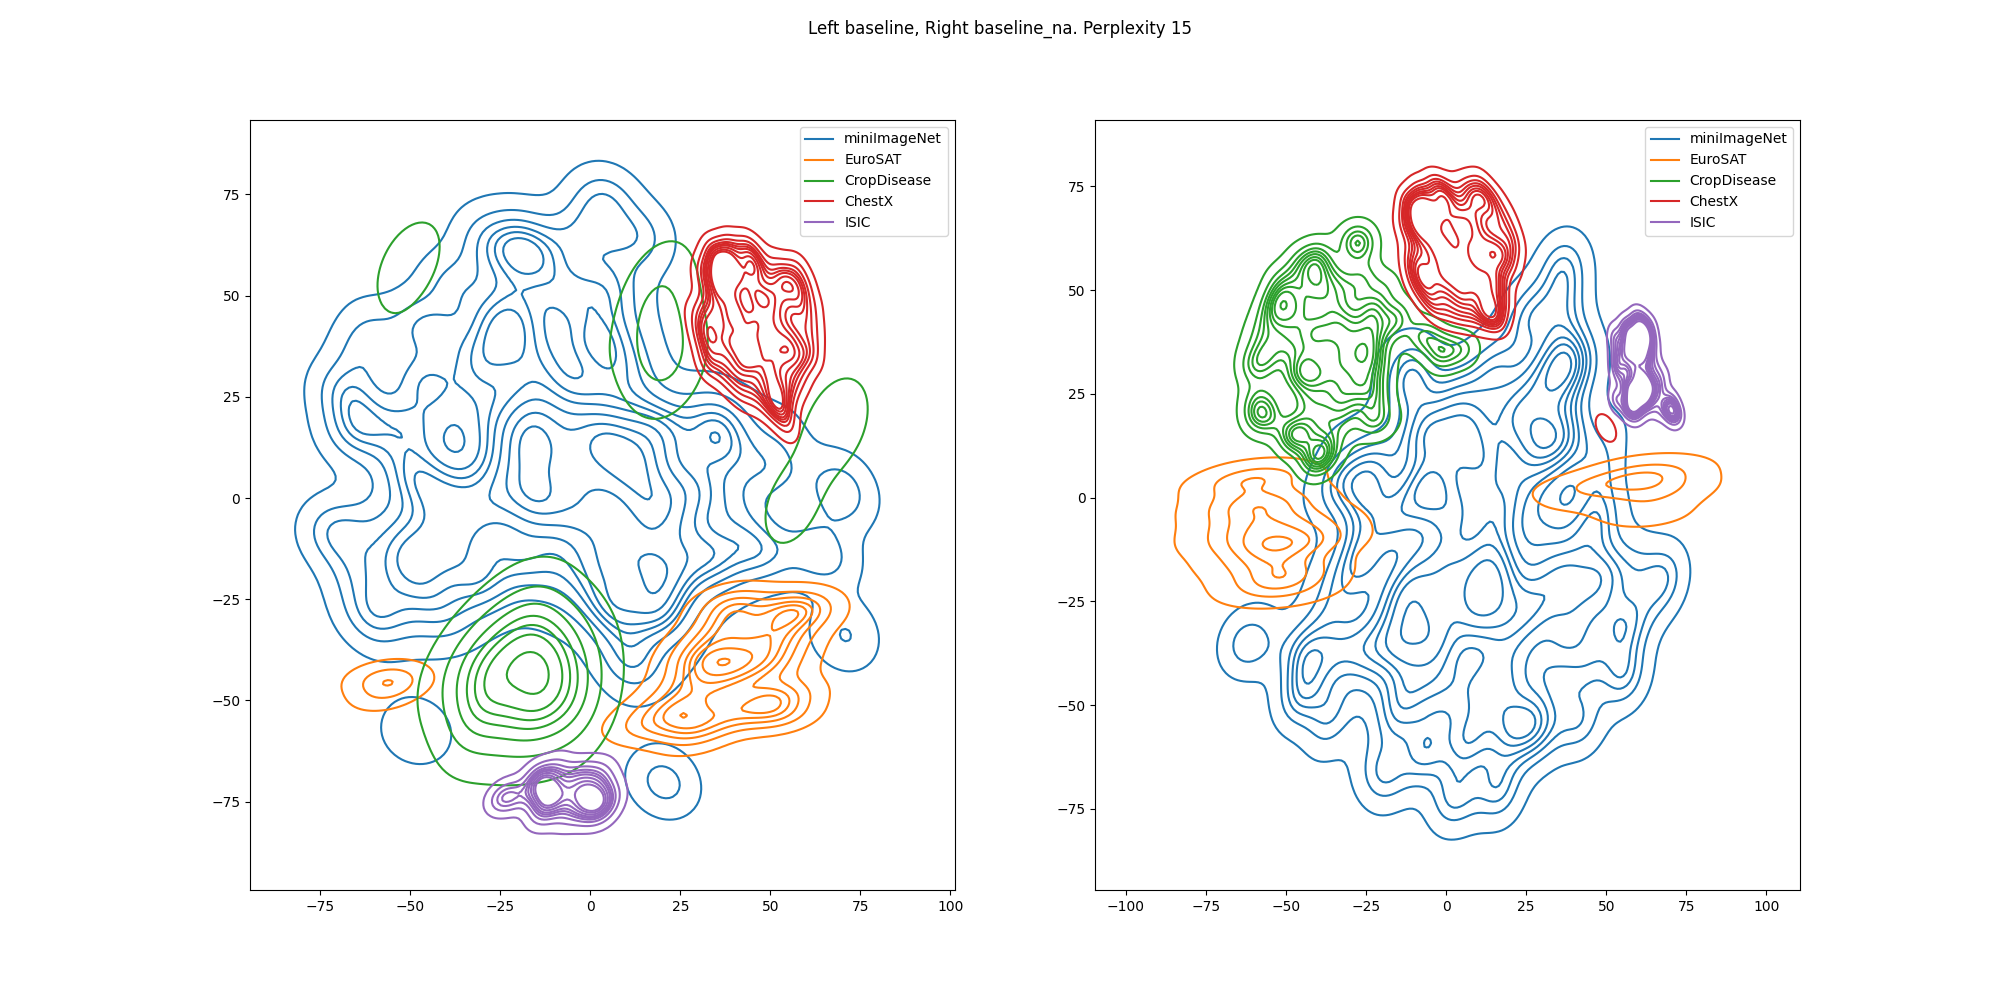 Left baseline, Right baseline_na. Perplexity 15
miniImageNet
EuroSAT
CropDisease
ChestX
ISIC
75
50
25
0
−25
−50
−75
−75
−50
−25
0
25
50
75
100
miniImageNet
EuroSAT
CropDisease
ChestX
ISIC
75
50
25
0
−25
−50
−75
−100
−75
−50
−25
0
25
50
75
100